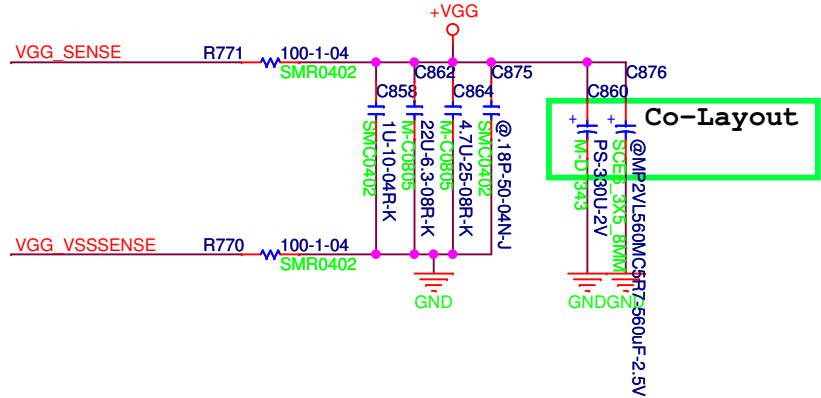 +VGG
VGG_SENSE
R771
100-1-04
SMR0402
C862
C875
C876
C858
C864
C860
Co-Layout
SMC0402
1U-10-04R-K
M-C0805
22U-6.3-08R-K
M-C0805
4.7U-25-08R-K
SMC0402
@.18P-50-04N-J
+
M-D7343
PS-330U-2V
+
SCE6_3X5_8MM
@MP2VL560MC5R7-560uF-2.5V
VGG_VSSSENSE
R770
100-1-04
SMR0402
GND
GND
GND